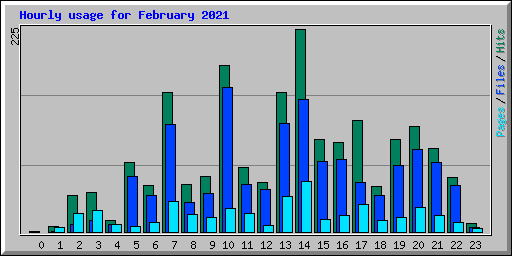 Hourly usage for February 2021
225
Pages/Files/Hits
0 1 2 3 4 5 6 7 8 9 10 11 12 13 14 15 16 17 18 19 20 21 22 23